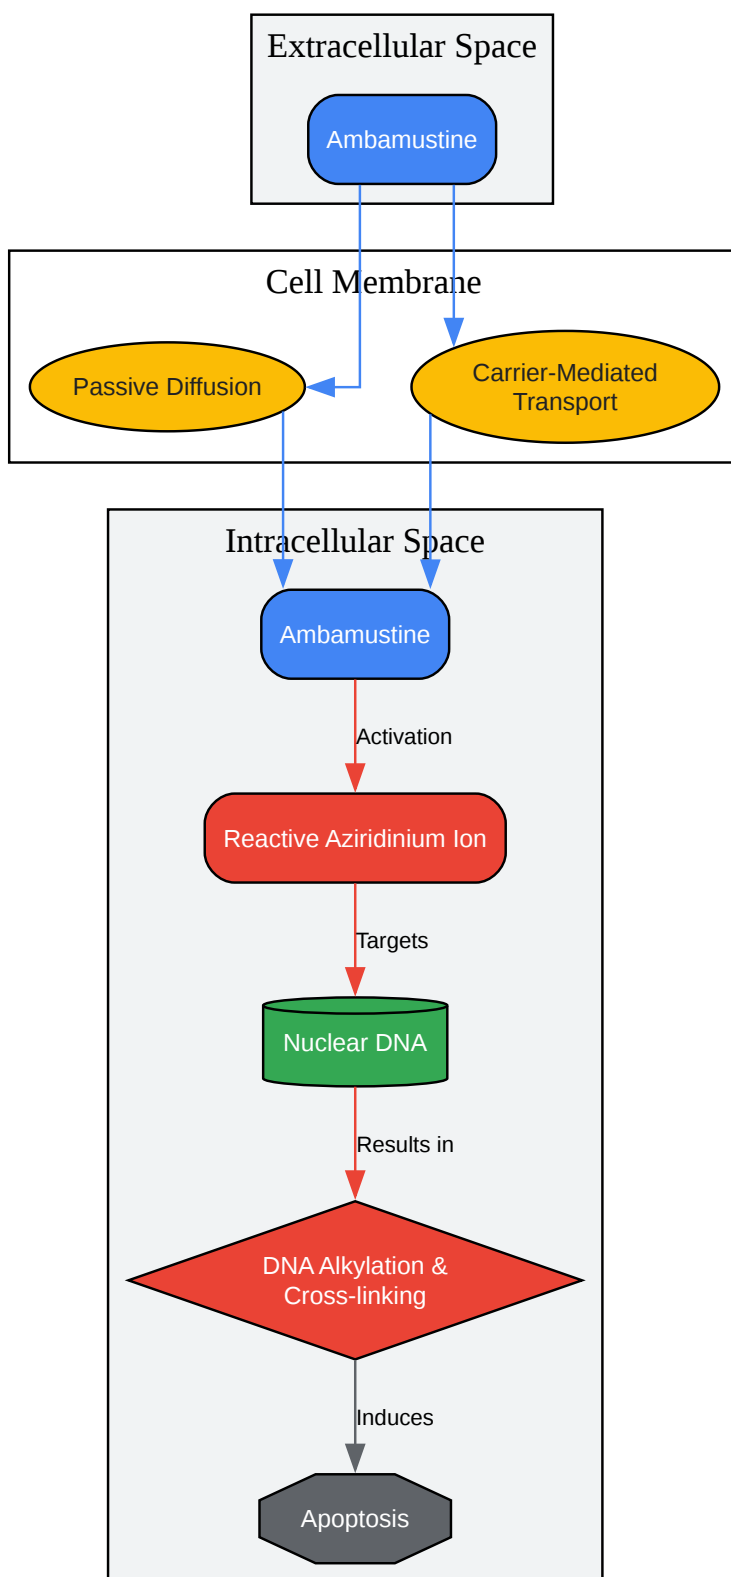 Extracellular Space
Ambamustine
Cell Membrane
Passive Diffusion
Carrier-Mediated
Transport
Intracellular Space
Ambamustine
Activation
Reactive Aziridinium Ion
Targets
Nuclear DNA
Results in
DNA Alkylation &
Cross-linking
Induces
Apoptosis